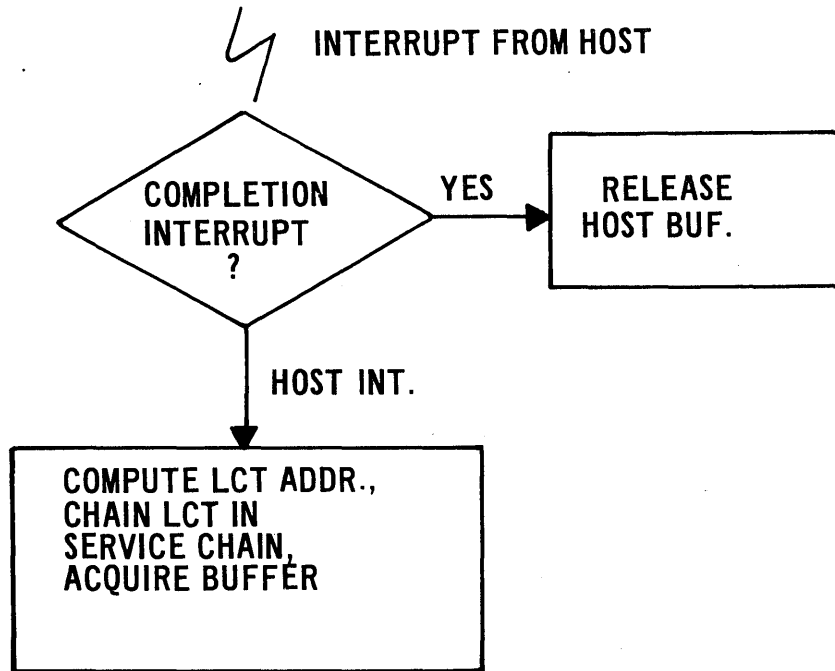 INTERRUPT FROM HOST
COMPLETION
INTERRUPT
?
YES
RELEASE
HOST BUF.
HOST INT.
COMPUTE LCT ADDR.,
CHAIN LCT IN
SERVICE CHAIN,
ACQUIRE BUFFER